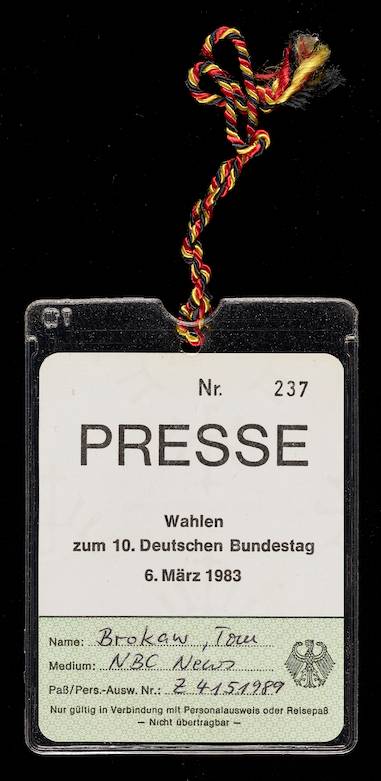 Nr. 237
PRESSE
Wahlen
zum 10. Deutschen Bundestag
6. März 1983
Name: Brokaw, Tom
Medium: NBC News
Paß/Pers.-Ausw. Nr.: Z 4151989
Nur gültig in Verbindung mit Personalausweis oder Reisepaß
– Nicht übertragbar –